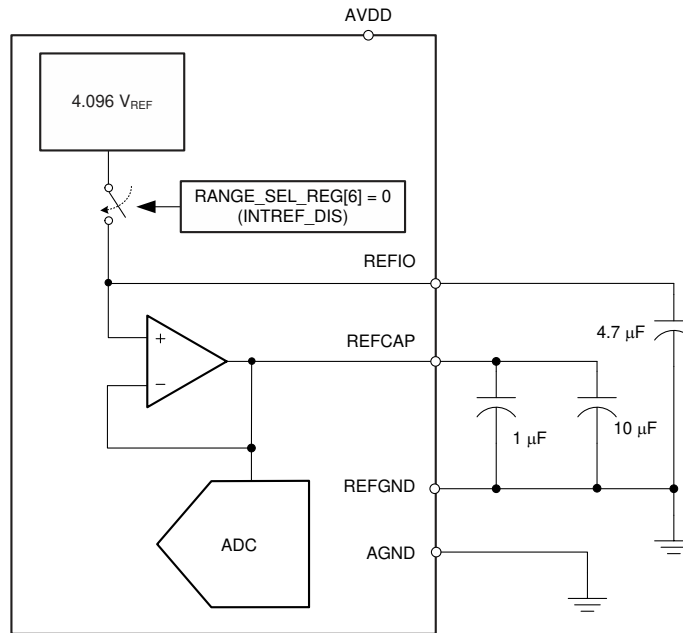 AVDD
4.096 VREF
RANGE_SEL_REG[6] = 0
(INTREF_DIS)
REFIO
4.7 μF
+
REFCAP
−
1 μF
10 μF
REFGND
ADC
AGND